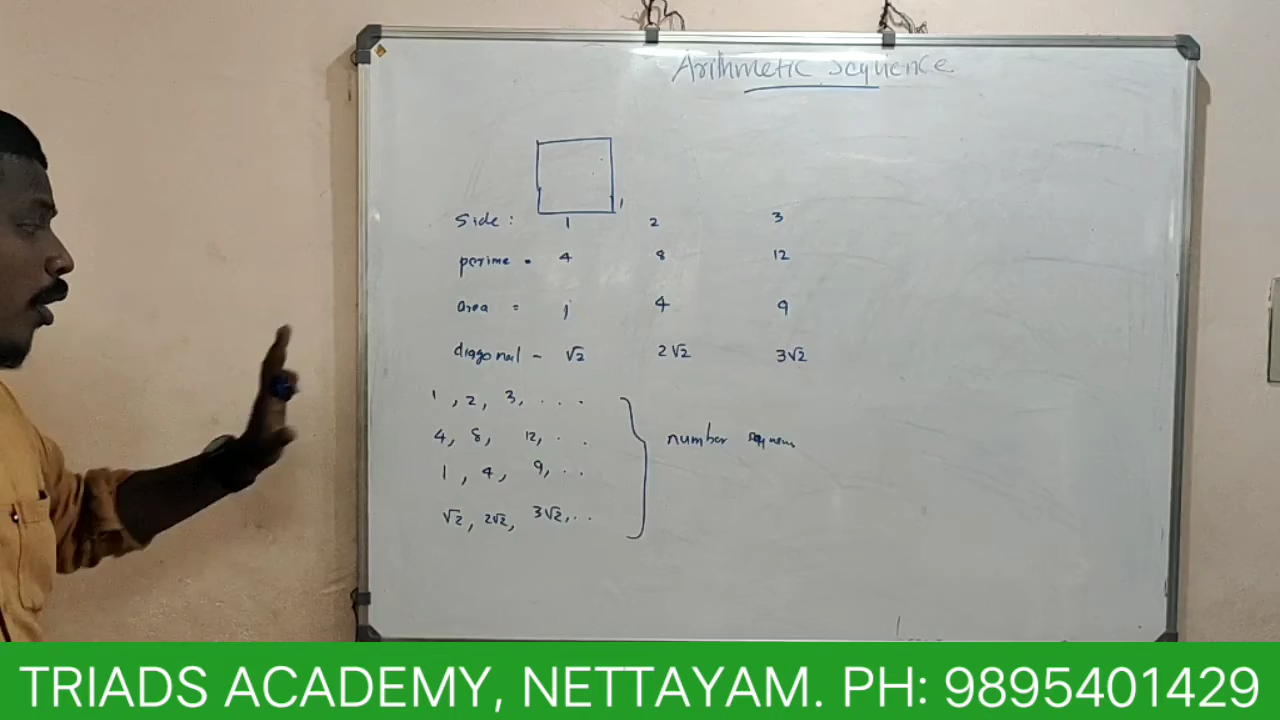 Arithmetic sequence
1
Side : 1 2 3
perime = 4 8 12
area = 1 4 9
diagonal - √2 2√2 3√2
1 , 2 , 3, . . .
4, 8, 12, . .
1 , 4 , 9, . .
√2 , 2√2, 3√2, . .
number
TRIADS ACADEMY, NETTAYAM. PH: 9895401429